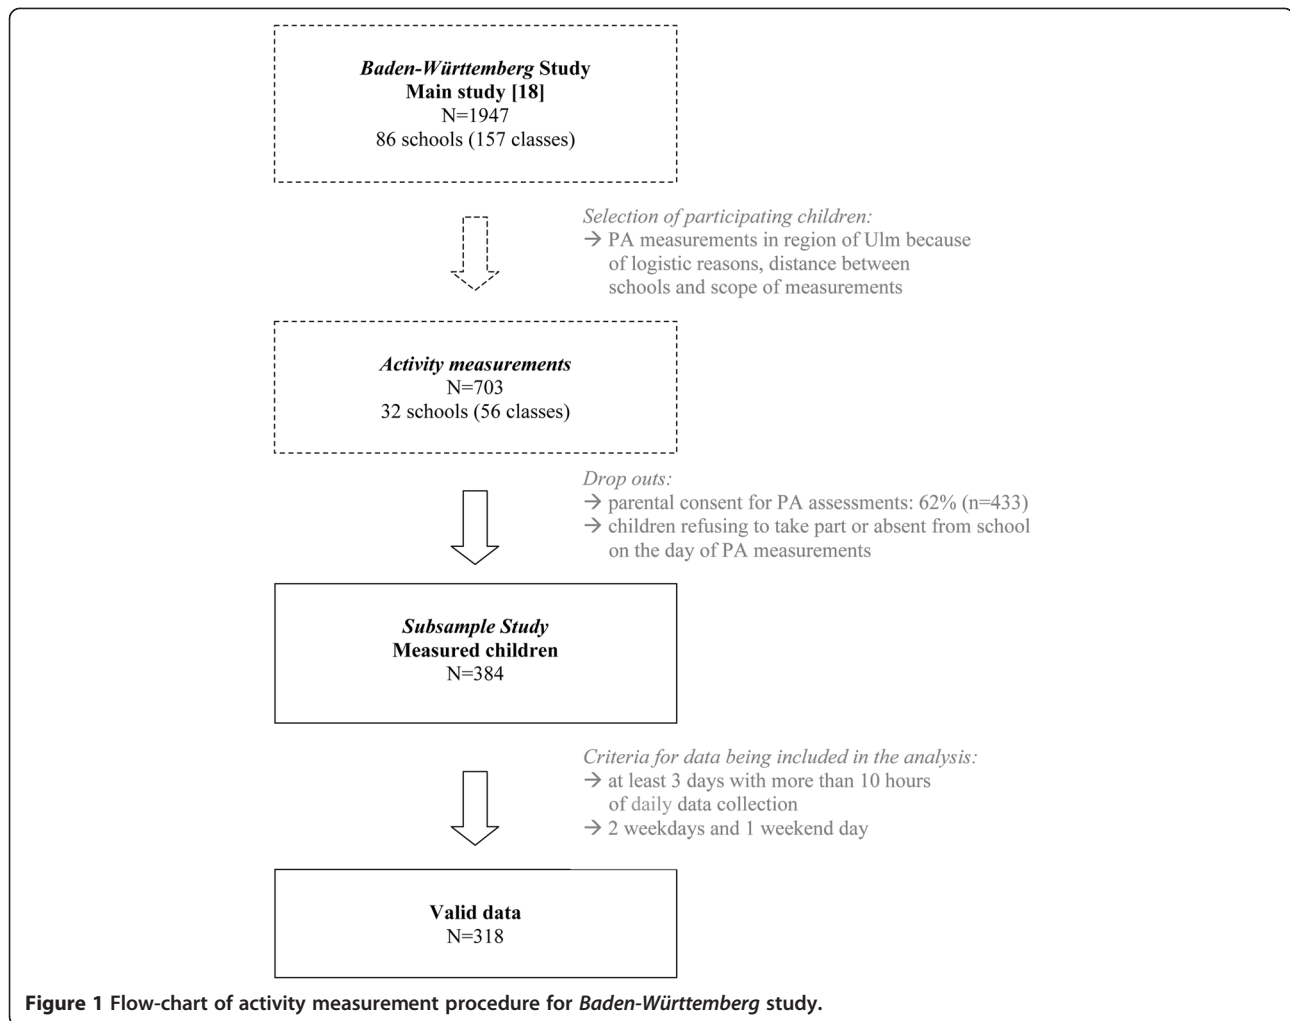 Baden-Württemberg Study
Main study [18]
N=1947
86 schools (157 classes)
Selection of participating children:
→ PA measurements in region of Ulm because
of logistic reasons, distance between
schools and scope of measurements
Activity measurements
N=703
32 schools (56 classes)
Drop outs:
→ parental consent for PA assessments: 62% (n=433)
→ children refusing to take part or absent from school
on the day of PA measurements
Subsample Study
Measured children
N=384
Criteria for data being included in the analysis:
→ at least 3 days with more than 10 hours
of daily data collection
→ 2 weekdays and 1 weekend day
Valid data
N=318
Figure 1 Flow-chart of activity measurement procedure for Baden-Württemberg study.